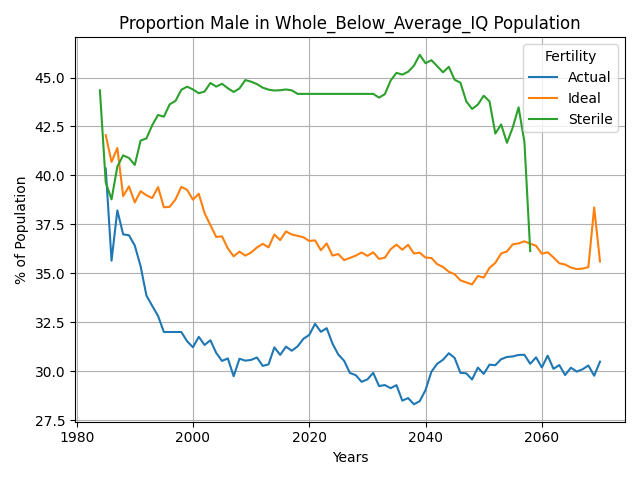 Proportion Male in Whole_Below_Average_IQ Population
Fertility
Actual
Ideal
Sterile
% of Population
45.0
42.5
40.0
37.5
35.0
32.5
30.0
27.5
1980
2000
2020
2040
2060
Years